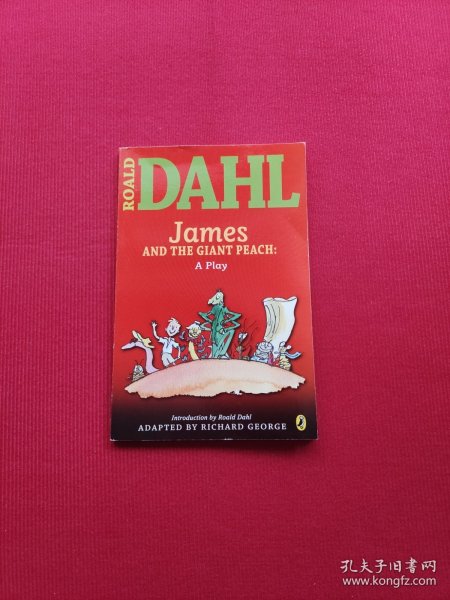 ROALD
DAHL
James
AND THE GIANT PEACH:
A Play
Introduction by Roald Dahl
ADAPTED BY RICHARD GEORGE
孔夫子旧书网
www.kongfz.com